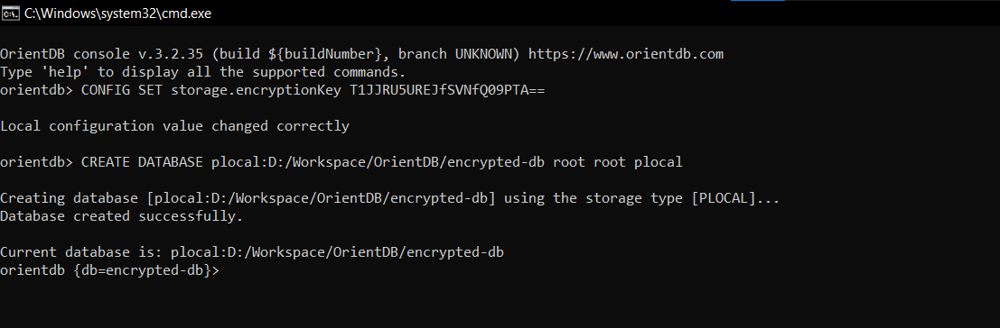 C:\Windows\system32\cmd.exe
OrientDB console v.3.2.35 (build ${buildNumber}, branch UNKNOWN) https://www.orientdb.com
Type 'help' to display all the supported commands.
orientdb> CONFIG SET storage.encryptionKey T1JJRU5UREJfSVNfQ09PTA==
Local configuration value changed correctly
orientdb> CREATE DATABASE plocal:D:/Workspace/OrientDB/encrypted-db root root plocal
Creating database [plocal:D:/Workspace/OrientDB/encrypted-db] using the storage type [PLOCAL]...
Database created successfully.
Current database is: plocal:D:/Workspace/OrientDB/encrypted-db
orientdb {db=encrypted-db}>